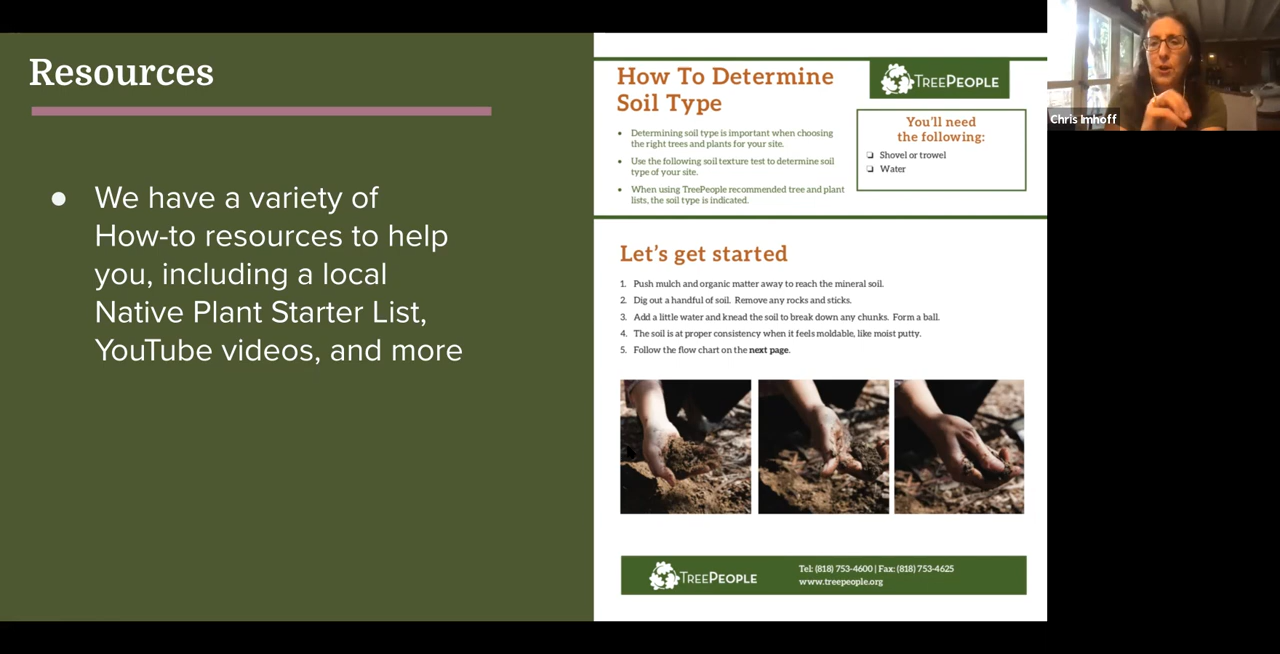 Resources
● We have a variety of
How-to resources to help
you, including a local
Native Plant Starter List,
YouTube videos, and more
How To Determine
Soil Type
TREEPEOPLE
• Determining soil type is important when choosing
the right trees and plants for your site.
• Use the following soil texture test to determine soil
type of your site.
• When using TreePeople recommended tree and plant
lists, the soil type is indicated.
You'll need
the following:
❏ Shovel or trowel
❏ Water
Let's get started
1. Push mulch and organic matter away to reach the mineral soil.
2. Dig out a handful of soil. Remove any rocks and sticks.
3. Add a little water and knead the soil to break down any chunks. Form a ball.
4. The soil is at proper consistency when it feels moldable, like moist putty.
5. Follow the flow chart on the next page.
TREEPEOPLE
Tel: (818) 753-4600 | Fax: (818) 753-4625
www.treepeople.org
Chris Imhoff